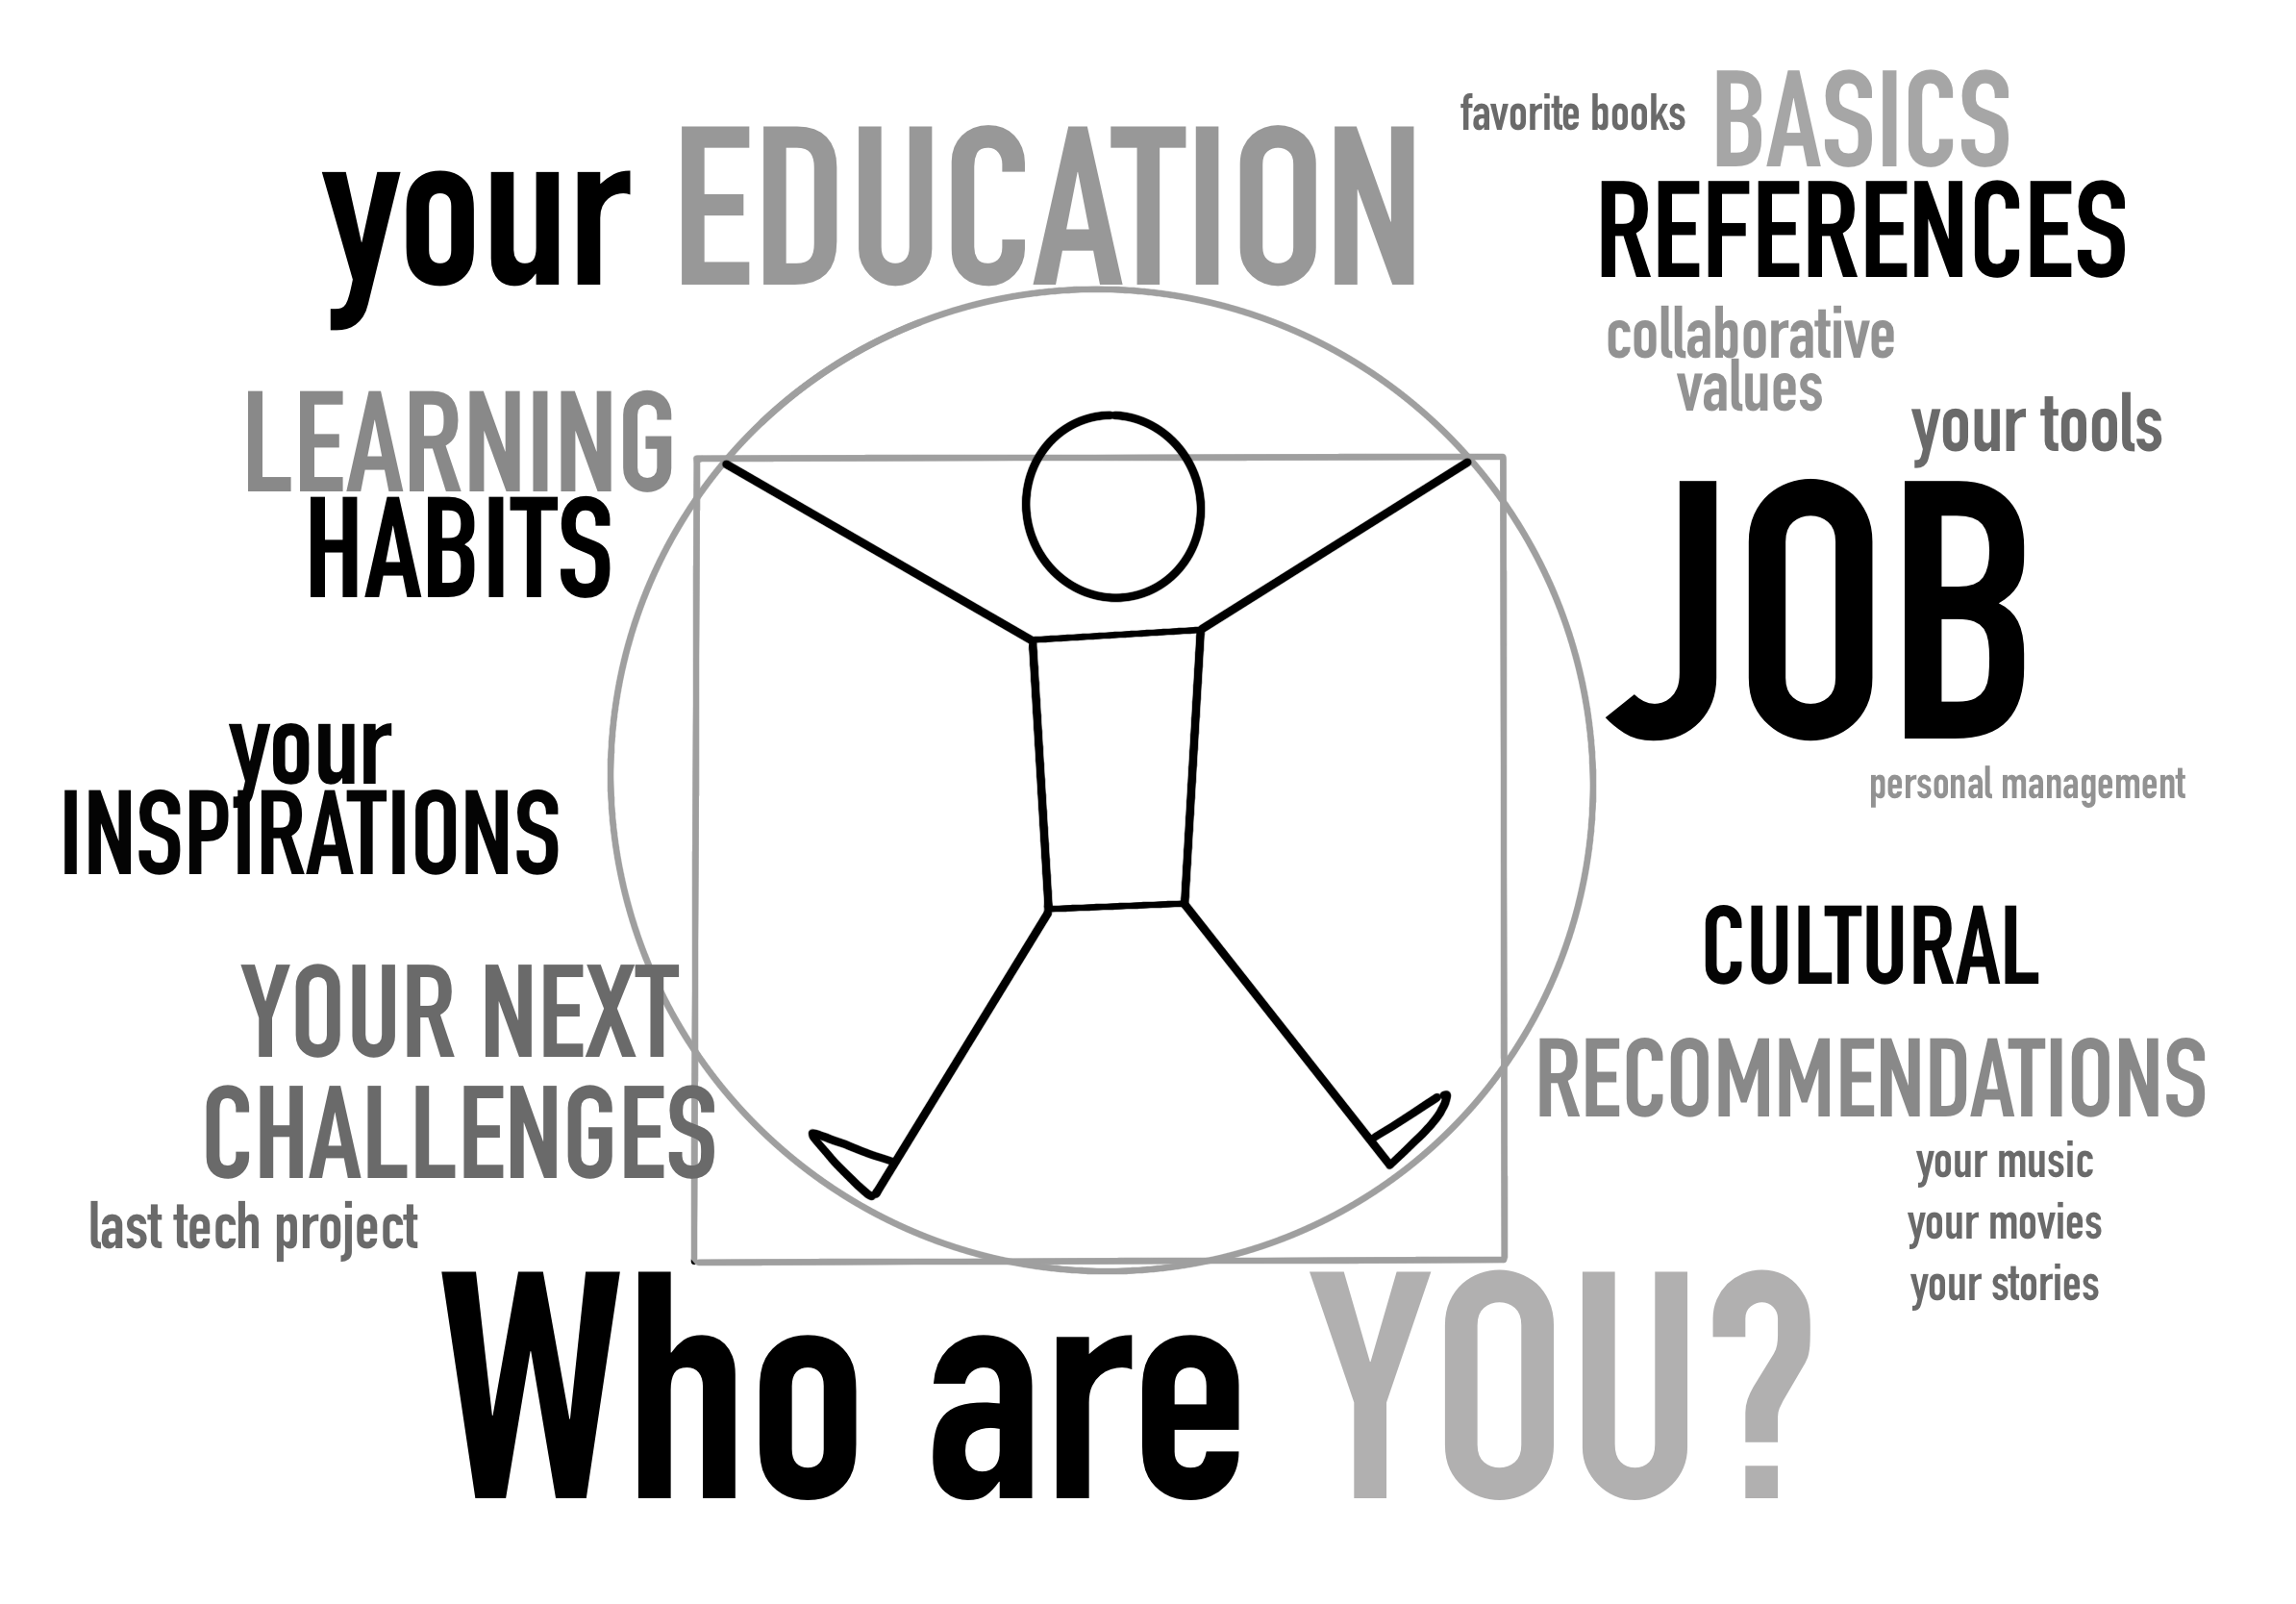 your EDUCATION
favorite books BASICS
REFERENCES
collaborative
values
your tools
LEARNING
HABITS
JOB
personal management
your
INSPIRATIONS
CULTURAL
RECOMMENDATIONS
YOUR NEXT
CHALLENGES
last tech project
your music
your movies
your stories
Who are YOU?